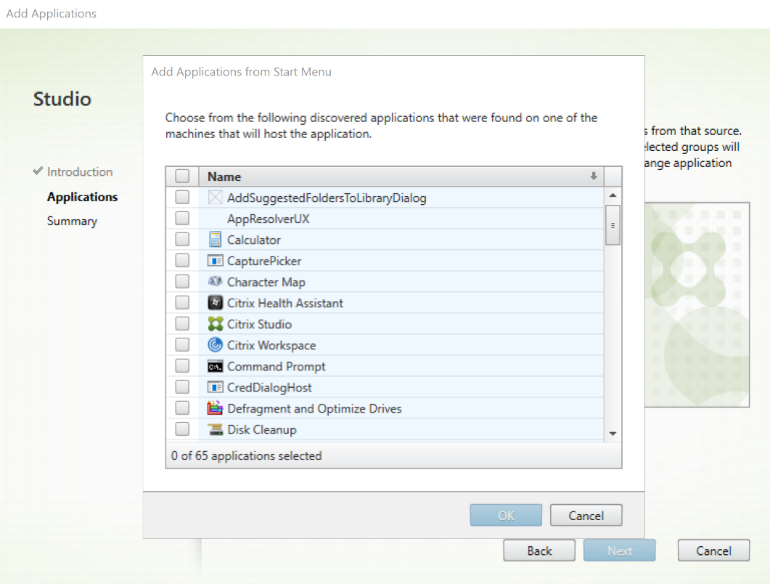 Add Applications
Add Applications from Start Menu
Studio
Choose from the following discovered applications that were found on one of the
machines that will host the application.
s from that source.
elected groups will
ange application
Introduction
Applications
Summary
Name
AddSuggestedFoldersToLibraryDialog
AppResolverUX
Calculator
CapturePicker
Character Map
Citrix Health Assistant
Citrix Studio
Citrix Workspace
Command Prompt
CredDialogHost
Defragment and Optimize Drives
Disk Cleanup
0 of 65 applications selected
OK
Cancel
Back
Next
Cancel